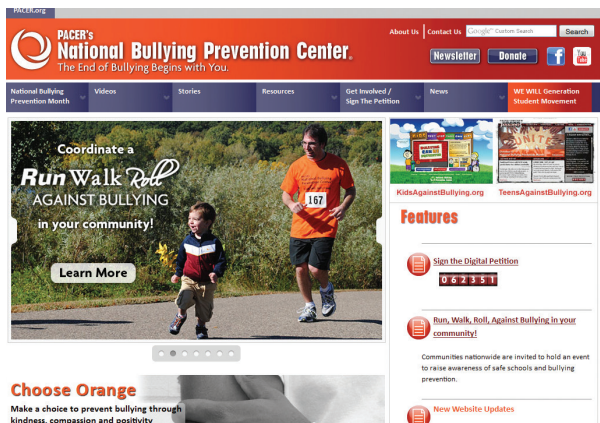 PACER.org
About Us
Contact Us
Google™ Custom Search
Search
PACER's
National Bullying Prevention Center®
The End of Bullying Begins with You.
Newsletter
Donate
f
You
Tube
National Bullying
Prevention Month
Videos
Stories
Resources
Get Involved /
Sign The Petition
News
WE WILL Generation
Student Movement
Coordinate a
Run Walk Roll
AGAINST BULLYING
in your community!
Learn More
167
KidsAgainstBullying.org
TeensAgainstBullying.org
Features
Sign the Digital Petition
062351
Run, Walk, Roll, Against Bullying in your
community!
Communities nationwide are invited to hold an event
to raise awareness of safe schools and bullying
prevention.
New Website Updates
Choose Orange
Make a choice to prevent bullying through
kindness, compassion and positivity